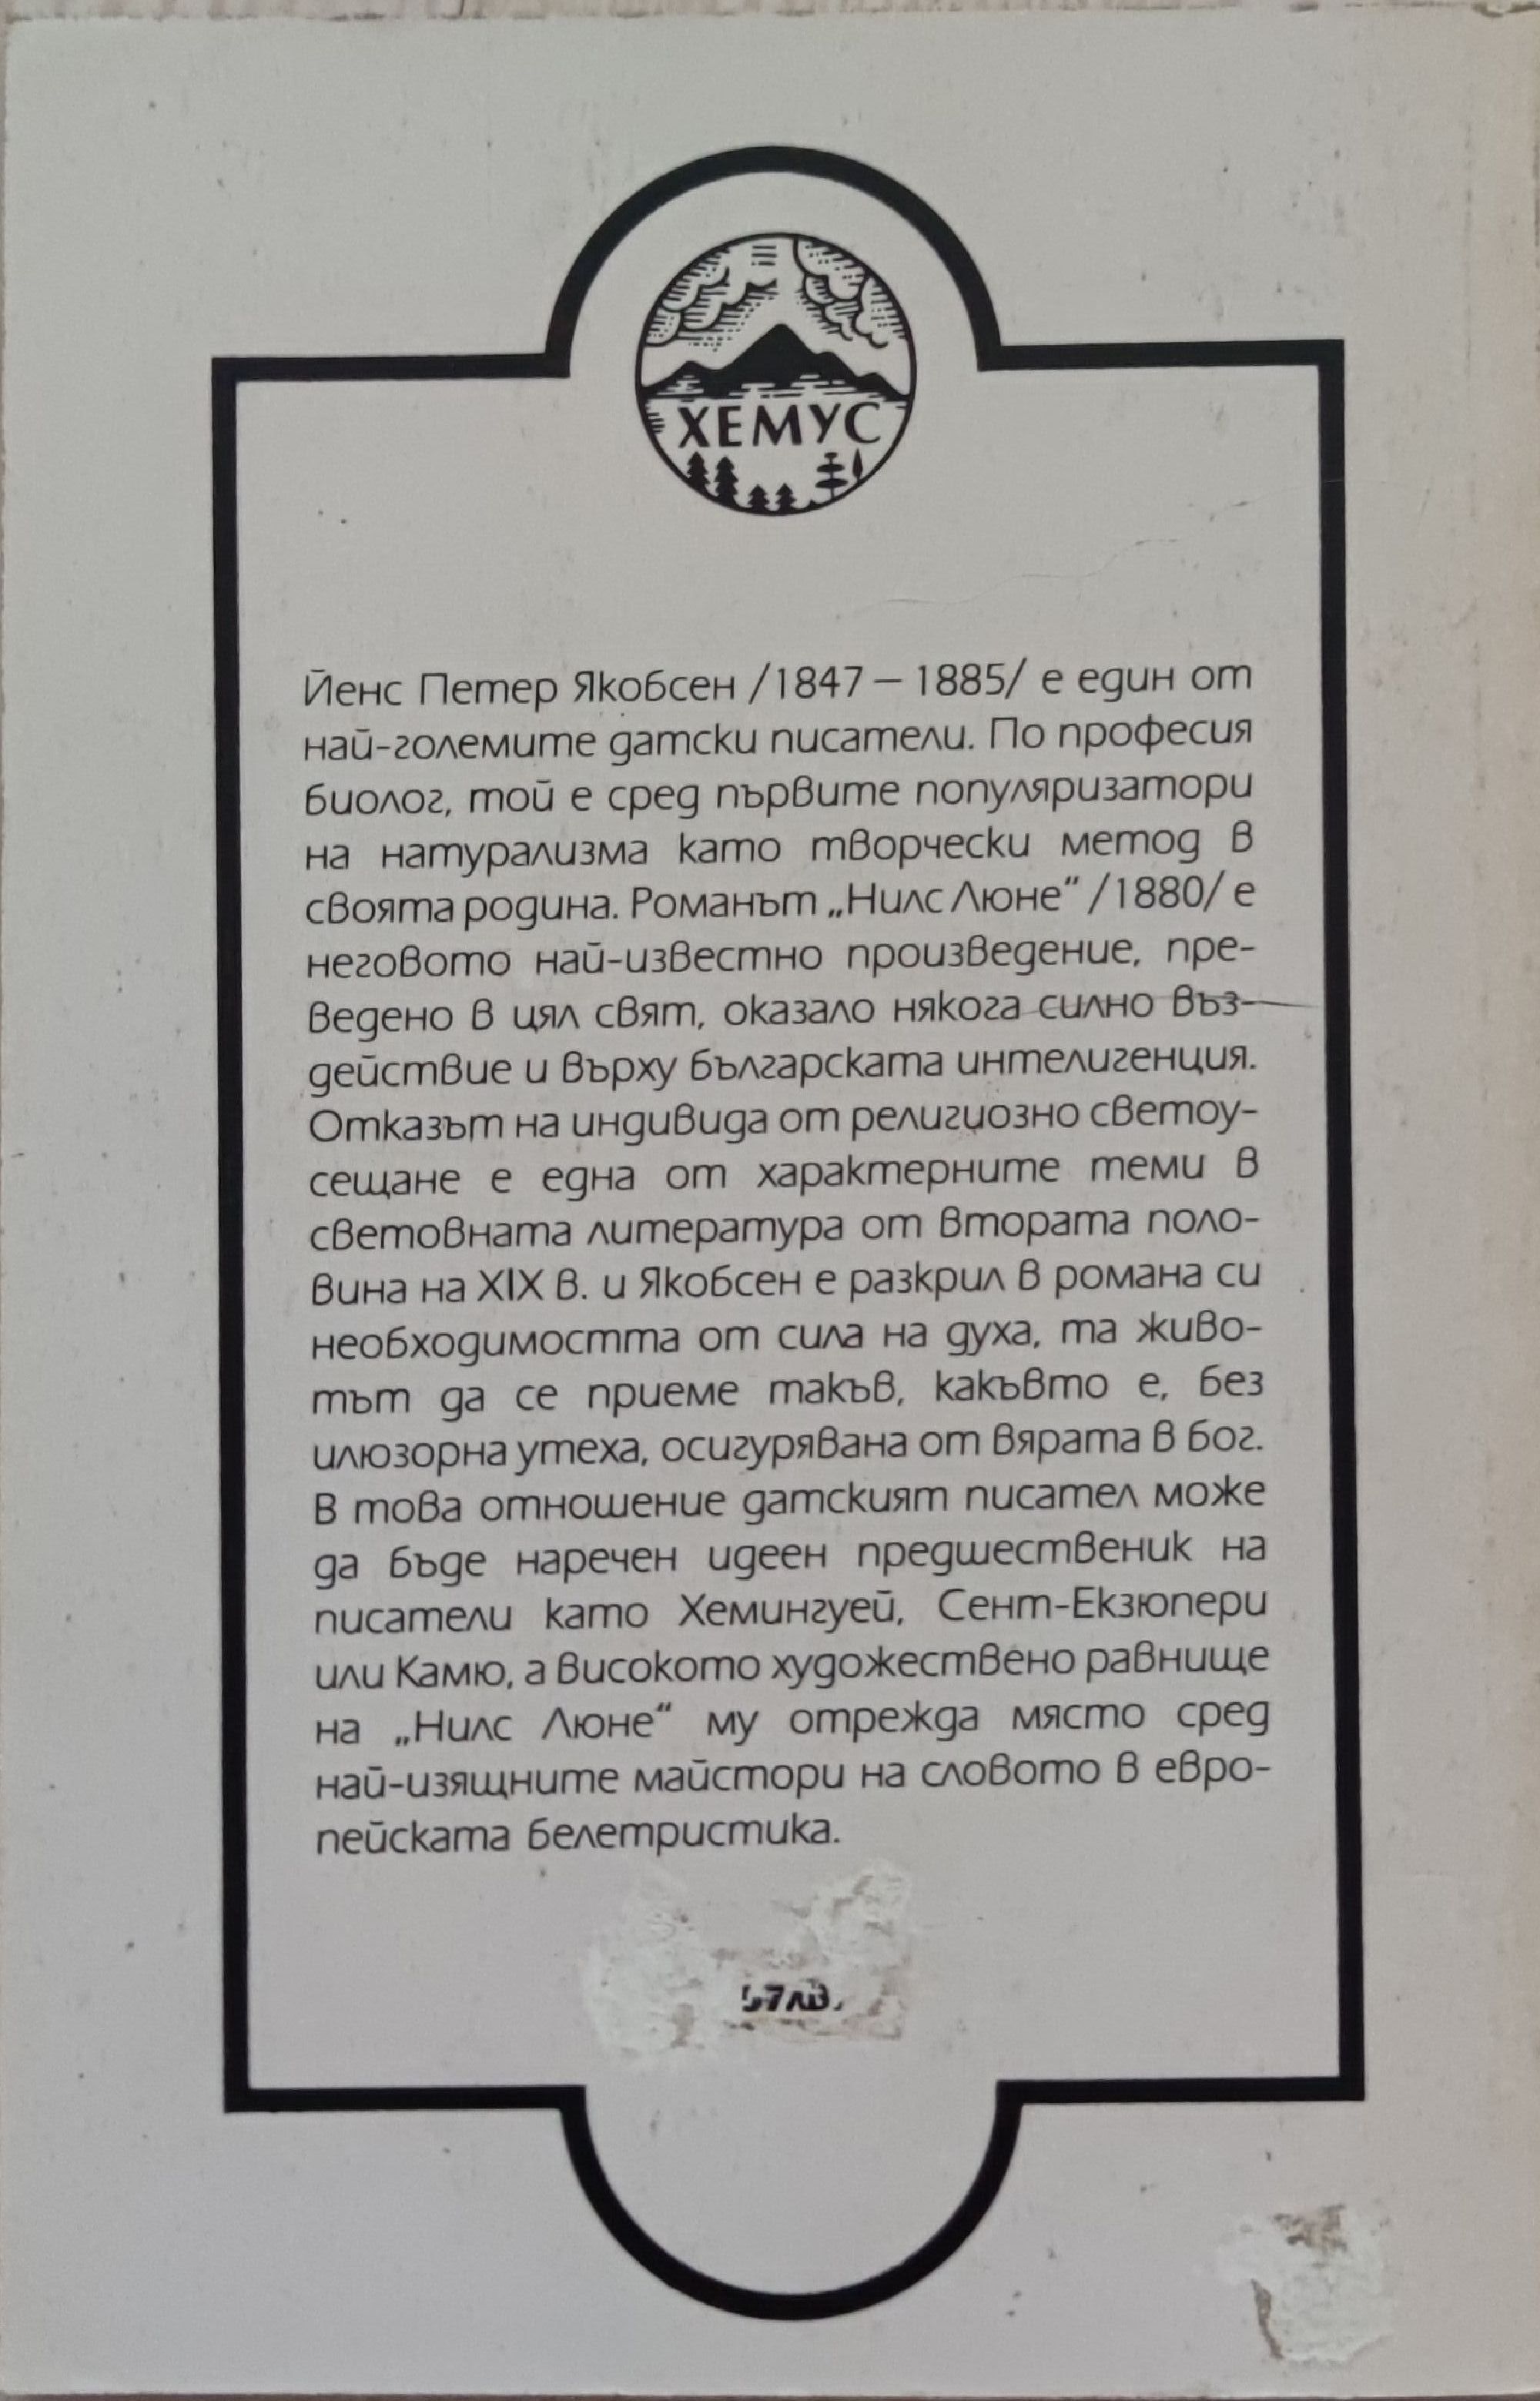 ХЕМУС
Йенс Петер Якобсен /1847 – 1885/ е един от
най-големите датски писатели. По професия
биолог, той е сред първите популяризатори
на натурализма като творчески метод в
своята родина. Романът „Нилс Люне“ /1880/ е
неговото най-известно произведение, пре-
ведено в цял свят, оказало някога силно въз-
действие и върху българската интелигенция.
Отказът на индивида от религиозно светоу-
сещане е една от характерните теми в
световната литература от втората поло-
вина на XIX в. и Якобсен е разкрил в романа си
необходимостта от сила на духа, та живо-
тът да се приеме такъв, какъвто е, без
илюзорна утеха, осигурявана от вярата в бог.
В това отношение датският писател може
да бъде наречен идеен предшественик на
писатели като Хемингуей, Сент-Екзюпери
или Камю, а високото художествено равнище
на „Нилс Люне“ му отрежда място сред
най-изящните майстори на словото в евро-
пейската белетристика.